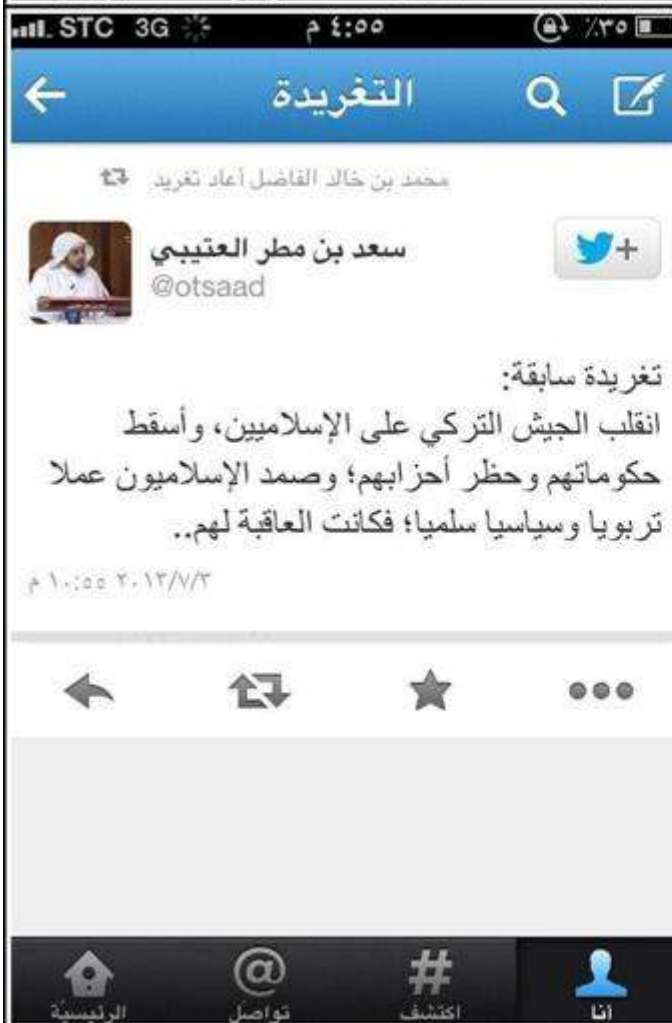 STC 3G ٤:٥٥ م ٪٣٥
التغريدة
محمد بن خالد الفاضل أعاد تغريد
سعد بن مطر العتيبي
@otsaad
تغريدة سابقة:
انقلب الجيش التركي على الإسلاميين، وأسقط
حكوماتهم وحظر أحزابهم؛ وصمد الإسلاميون عملا
تربويا وسياسيا سلميا؛ فكانت العاقبة لهم..
٢٠١٣/٧/٣ ١٠:٥٥ م
أنا
اكتشف
تواصل
الرئيسيّة